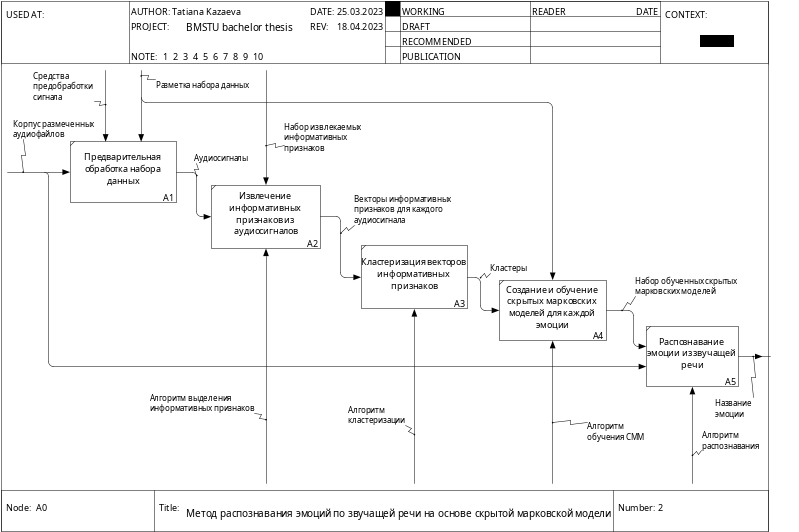 USED AT:
AUTHOR: Tatiana Kazaeva
DATE: 25.03.2023
PROJECT: BMSTU bachelor thesis
REV: 18.04.2023
NOTE: 1 2 3 4 5 6 7 8 9 10
WORKING
DRAFT
RECOMMENDED
PUBLICATION
READER DATE
CONTEXT:
Средства
предобработки
сигнала
Разметка набора данных
Корпус размеченных
аудиофайлов
Набор извлекаемых
информативных
признаков
Предварительная
обработка набора
данных
A1
Аудиосигналы
Извлечение
информативных
признаков из
аудиосигналов
A2
Векторы информативных
признаков для каждого
аудиосигнала
Кластеризация векторов
информативных
признаков
A3
Кластеры
Создание и обучение
скрытых марковских
моделей для каждой
эмоции
A4
Набор обученных скрытых
марковских моделей
Распознавание
эмоции из звучащей
речи
A5
Название
эмоции
Алгоритм выделения
информативных признаков
Алгоритм
кластеризации
Алгоритм
обучения СММ
Алгоритм
распознавания
Node: A0
Title: Метод распознавания эмоций по звучащей речи на основе скрытой марковской модели
Number: 2